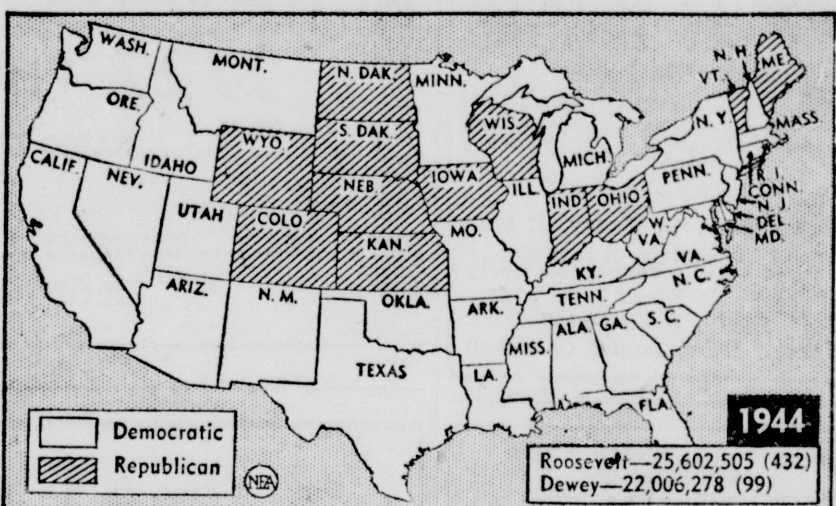 WASH.
MONT.
N. DAK.
MINN.
N. H.
VT.
ME.
ORE.
IDAHO
WYO.
S. DAK.
WIS.
MICH.
N. Y.
MASS.
CALIF.
NEV.
UTAH
COLO.
NEB.
IOWA
ILL.
IND.
OHIO
PENN.
R. I.
CONN.
N. J.
DEL.
MD.
W. VA.
VA.
KAN.
MO.
KY.
ARIZ.
N. M.
OKLA.
ARK.
TENN.
N. C.
S. C.
TEXAS
LA.
MISS.
ALA.
GA.
FLA.
Democratic
Republican
NEA
1944
Roosevelt—25,602,505 (432)
Dewey—22,006,278 (99)